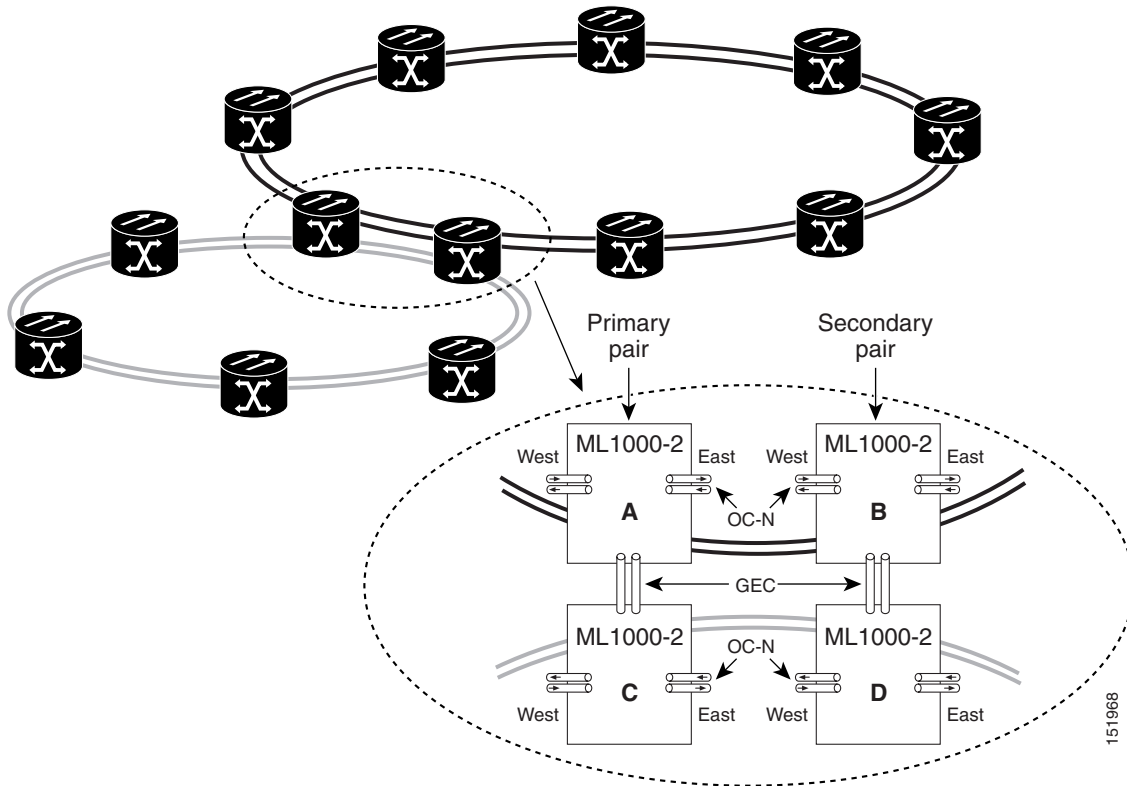 Primary
pair
Secondary
pair
ML1000-2
ML1000-2
West
East
West
East
OC-N
A
B
GEC
ML1000-2
ML1000-2
OC-N
C
D
West
East
West
East
151968